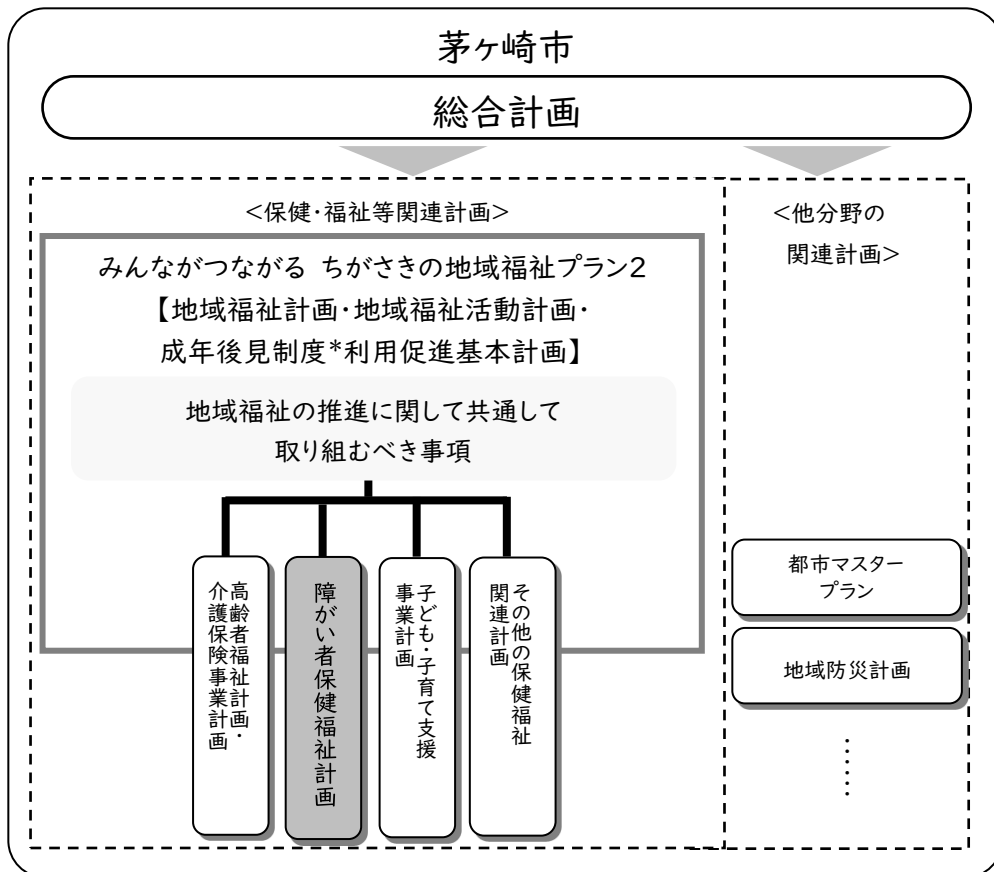 茅ヶ崎市
総合計画
<保健・福祉等関連計画>
みんながつながる ちがさきの地域福祉プラン2
【地域福祉計画・地域福祉活動計画・
成年後見制度*利用促進基本計画】
地域福祉の推進に関して共通して
取り組むべき事項
高齢者福祉計画・
介護保険事業計画
障がい者保健福祉計画
子ども・子育て支援
事業計画
その他の保健福祉
関連計画
<他分野の
関連計画>
都市マスター
プラン
地域防災計画
……